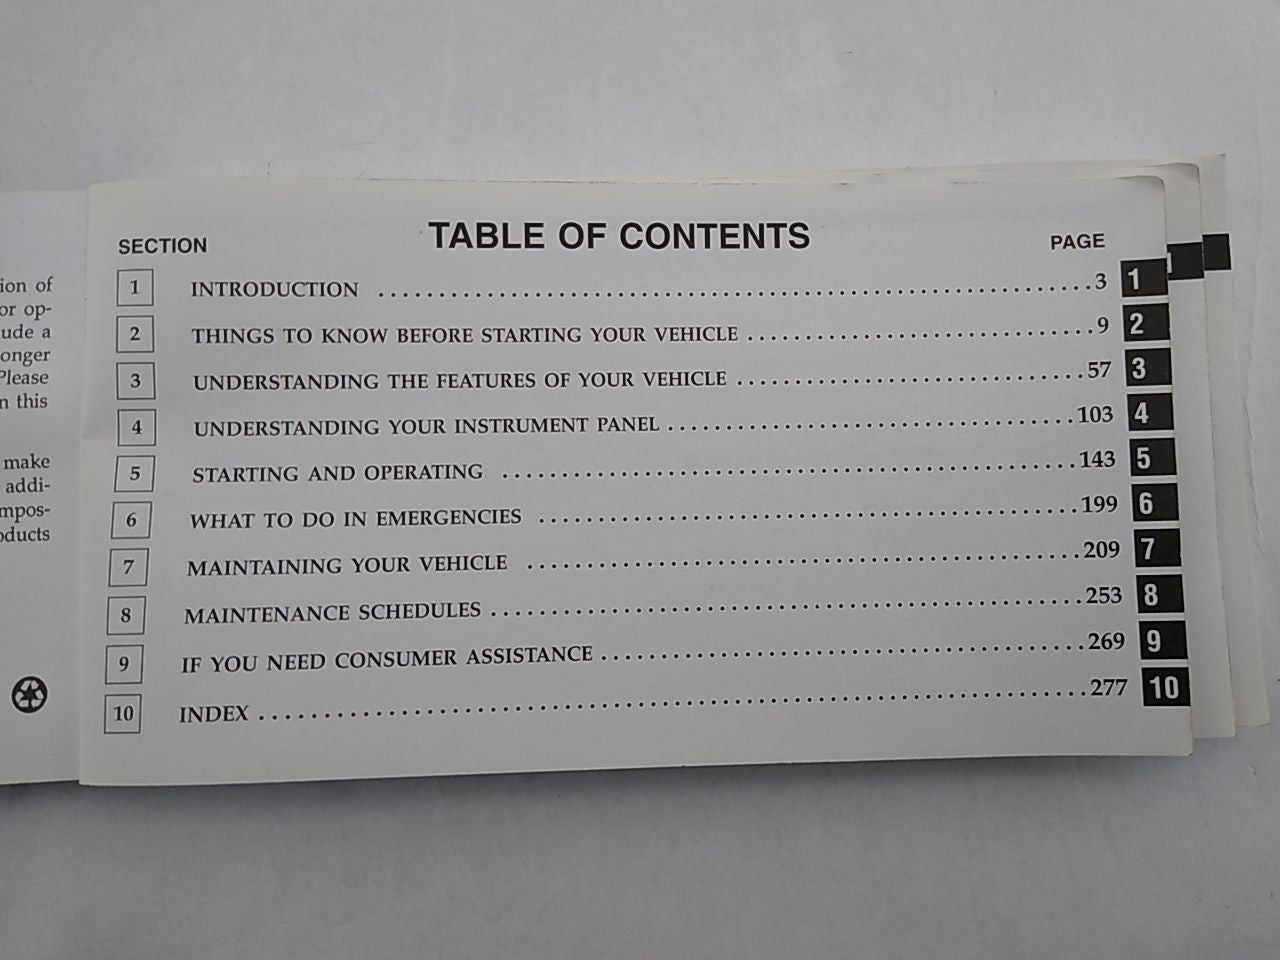 ion of
or op-
ude a
onger
Please
n this
make
addi-
mpos-
oducts
TABLE OF CONTENTS
SECTION PAGE
1 INTRODUCTION ..... 3 1
2 THINGS TO KNOW BEFORE STARTING YOUR VEHICLE ..... 9 2
3 UNDERSTANDING THE FEATURES OF YOUR VEHICLE ..... 57 3
4 UNDERSTANDING YOUR INSTRUMENT PANEL ..... 103 4
5 STARTING AND OPERATING ..... 143 5
6 WHAT TO DO IN EMERGENCIES ..... 199 6
7 MAINTAINING YOUR VEHICLE ..... 209 7
8 MAINTENANCE SCHEDULES ..... 253 8
9 IF YOU NEED CONSUMER ASSISTANCE ..... 269 9
10 INDEX ..... 277 10